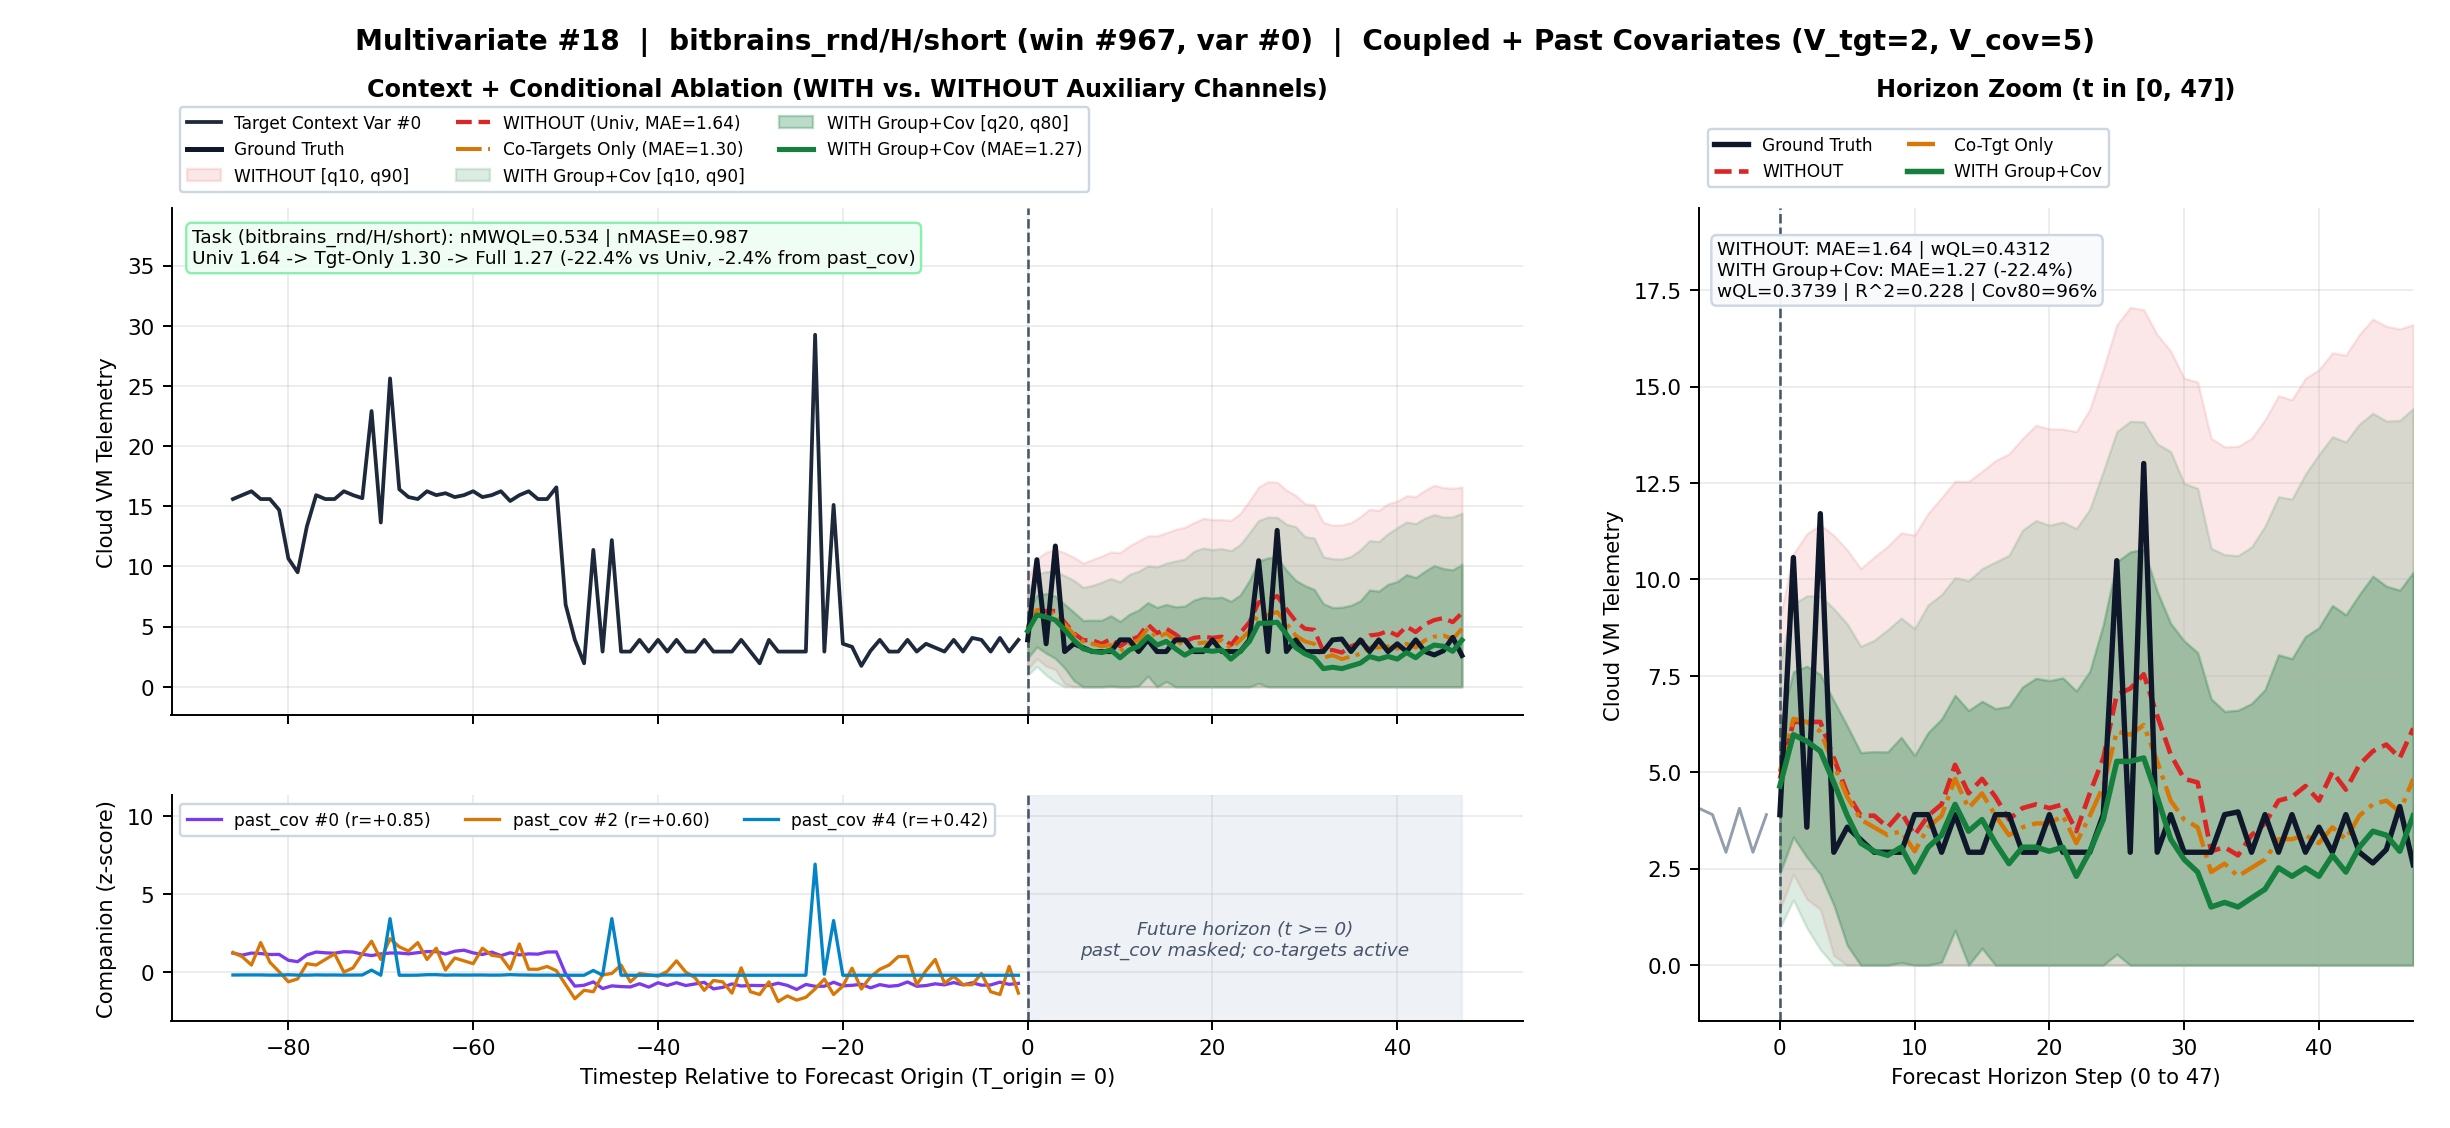 Multivariate #18 | bitbrains_rnd/H/short (win #967, var #0) | Coupled + Past Covariates (V_tgt=2, V_cov=5)
Context + Conditional Ablation (WITH vs. WITHOUT Auxiliary Channels)
Target Context Var #0
Ground Truth
WITHOUT [q10, q90]
WITHOUT (Univ, MAE=1.64)
Co-Targets Only (MAE=1.30)
WITH Group+Cov [q10, q90]
WITH Group+Cov [q20, q80]
WITH Group+Cov (MAE=1.27)
Task (bitbrains_rnd/H/short): nMWQL=0.534 | nMASE=0.987
Univ 1.64 -> Tgt-Only 1.30 -> Full 1.27 (-22.4% vs Univ, -2.4% from past_cov)
Cloud VM Telemetry
35
30
25
20
15
10
5
0
Companion (z-score)
10
5
0
past_cov #0 (r=+0.85)
past_cov #2 (r=+0.60)
past_cov #4 (r=+0.42)
Future horizon (t >= 0)
past_cov masked; co-targets active
−80
−60
−40
−20
0
20
40
Timestep Relative to Forecast Origin (T_origin = 0)
Horizon Zoom (t in [0, 47])
Ground Truth
WITHOUT
Co-Tgt Only
WITH Group+Cov
WITHOUT: MAE=1.64 | wQL=0.4312
WITH Group+Cov: MAE=1.27 (-22.4%)
wQL=0.3739 | R^2=0.228 | Cov80=96%
Cloud VM Telemetry
17.5
15.0
12.5
10.0
7.5
5.0
2.5
0.0
0
10
20
30
40
Forecast Horizon Step (0 to 47)